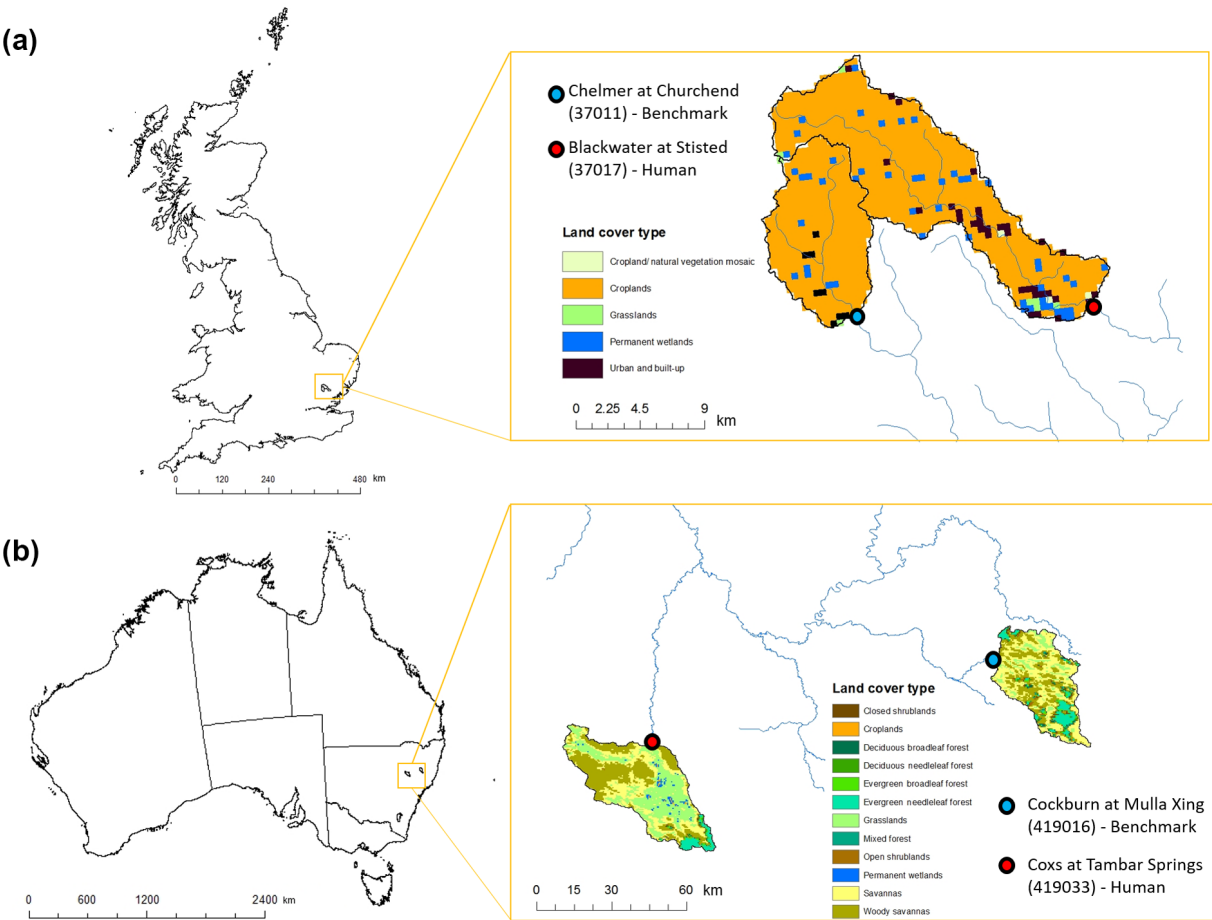 (a)
Chelmer at Churchend
(37011) - Benchmark
Blackwater at Stisted
(37017) - Human
Land cover type
Cropland/ natural vegetation mosaic
Croplands
Grasslands
Permanent wetlands
Urban and built-up
0 2.25 4.5 9
km
0 120 240 480 km
(b)
Land cover type
Closed shrublands
Croplands
Deciduous broadleaf forest
Deciduous needleleaf forest
Evergreen broadleaf forest
Evergreen needleleaf forest
Grasslands
Mixed forest
Open shrublands
Permanent wetlands
Savannas
Woody savannas
Cockburn at Mulla Xing
(419016) - Benchmark
Coxs at Tambar Springs
(419033) - Human
0 15 30 60 km
0 600 1200 2400 km